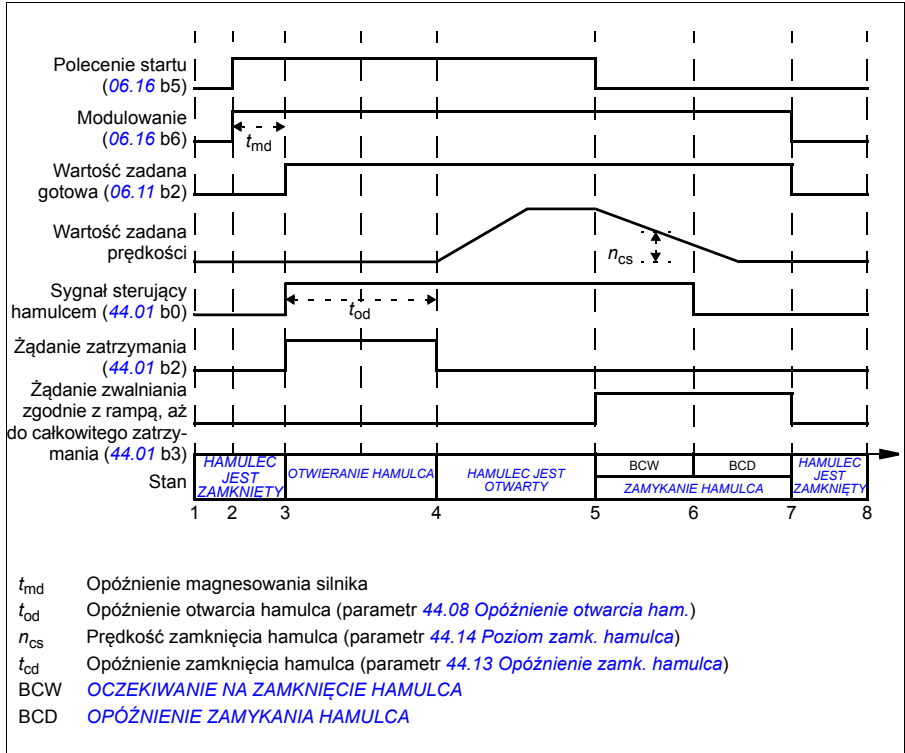 Polecenie startu
(06.16 b5)
Modulowanie
(06.16 b6)
tmd
Wartość zadana
gotowa (06.11 b2)
Wartość zadana
prędkości
ncs
Sygnał sterujący
hamulcem (44.01 b0)
tod
Żądanie zatrzymania
(44.01 b2)
Żądanie zwalniania
zgodnie z rampą, aż
do całkowitego zatrzy-
mania (44.01 b3)
Stan
HAMULEC
JEST
ZAMKNIĘTY
OTWIERANIE HAMULCA
HAMULEC JEST
OTWARTY
BCW
BCD
ZAMYKANIE HAMULCA
HAMULEC
JEST
ZAMKNIĘTY
1 2 3 4 5 6 7 8
tmd Opóźnienie magnesowania silnika
tod Opóźnienie otwarcia hamulca (parametr 44.08 Opóźnienie otwarcia ham.)
ncs Prędkość zamknięcia hamulca (parametr 44.14 Poziom zamk. hamulca)
tcd Opóźnienie zamknięcia hamulca (parametr 44.13 Opóźnienie zamk. hamulca)
BCW OCZEKIWANIE NA ZAMKNIĘCIE HAMULCA
BCD OPÓŹNIENIE ZAMYKANIA HAMULCA